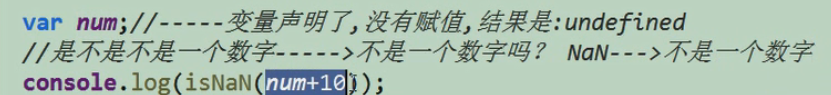 var num;//-----变量声明了,没有赋值,结果是:undefined
//是不是不是一个数字----->不是一个数字吗? NaN--->不是一个数字
console.log(isNaN(num+10));